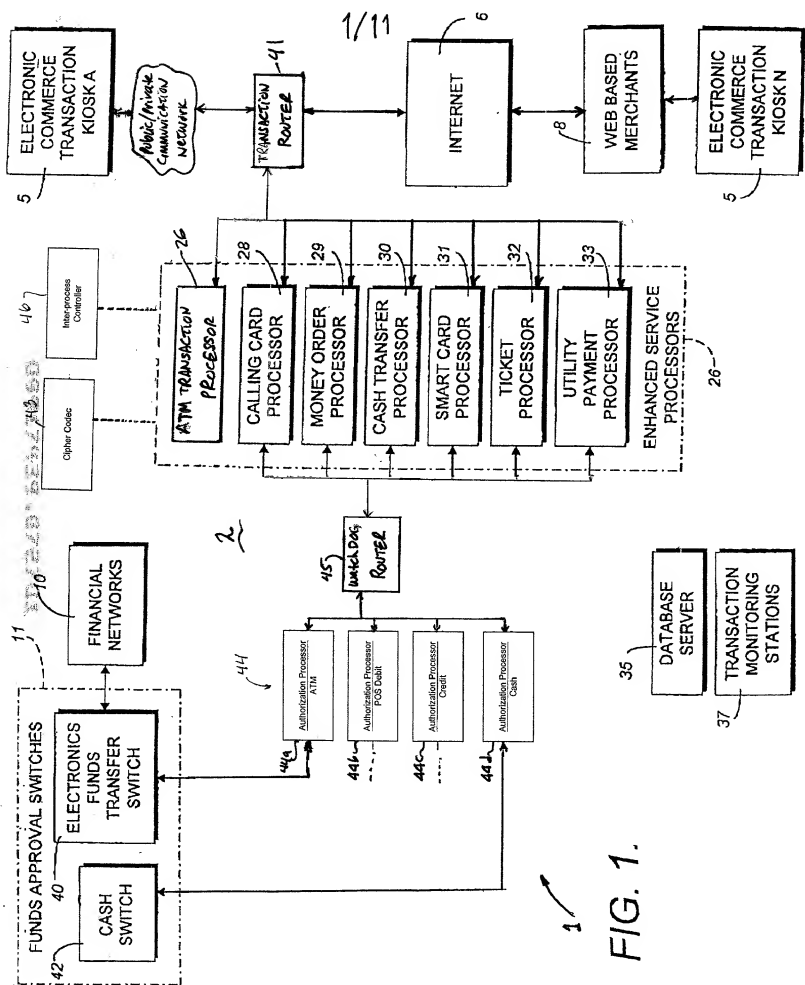 1/11
5
ELECTRONIC
COMMERCE
TRANSACTION
KIOSK A
Public/Private
Communication
Network
TRANSACTION
ROUTER
41
INTERNET
6
WEB BASED
MERCHANTS
8
ELECTRONIC
COMMERCE
TRANSACTION
KIOSK N
5
46
Inter-process
Controller
Cipher Codec
26
ATM TRANSACTION
PROCESSOR
28
CALLING CARD
PROCESSOR
29
MONEY ORDER
PROCESSOR
30
CASH TRANSFER
PROCESSOR
31
SMART CARD
PROCESSOR
32
TICKET
PROCESSOR
33
UTILITY
PAYMENT
PROCESSOR
ENHANCED SERVICE
PROCESSORS
26
2
45
WATCHDOG
ROUTER
11
FUNDS APPROVAL SWITCHES
10
FINANCIAL
NETWORKS
40
ELECTRONICS
FUNDS
TRANSFER
SWITCH
42
CASH
SWITCH
44
44a
Authorization Processor
ATM
44b
Authorization Processor
POS Debit
44c
Authorization Processor
Credit
44d
Authorization Processor
Cash
35
DATABASE
SERVER
37
TRANSACTION
MONITORING
STATIONS
1
FIG. 1.